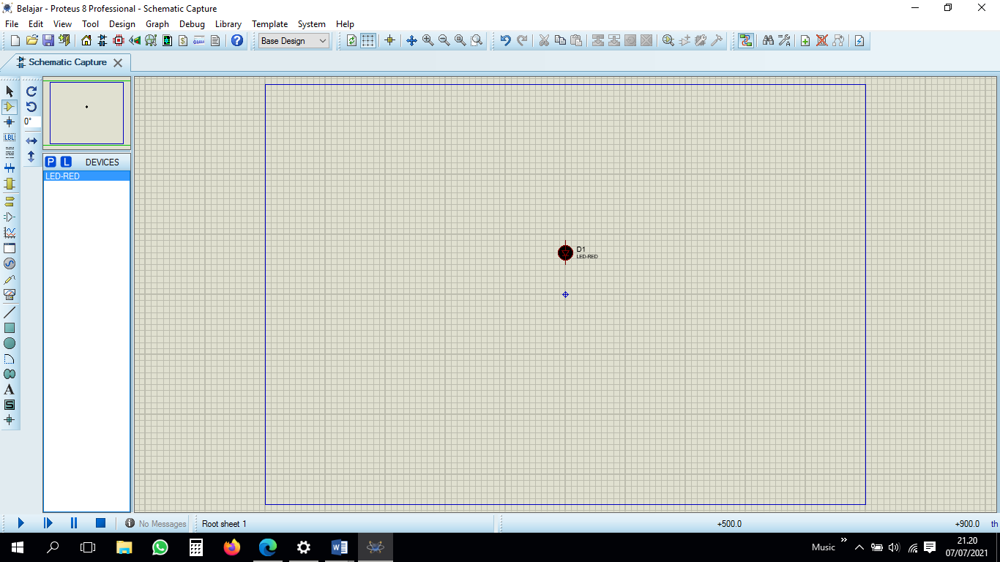 Belajar - Proteus 8 Professional - Schematic Capture
File Edit View Tool Design Graph Debug Library Template System Help
Base Design
Schematic Capture
0°
LBL
P L DEVICES
LED-RED
D1
LED-RED
A
S
No Messages
Root sheet 1
+500.0
+900.0
th
Music
21.20
07/07/2021